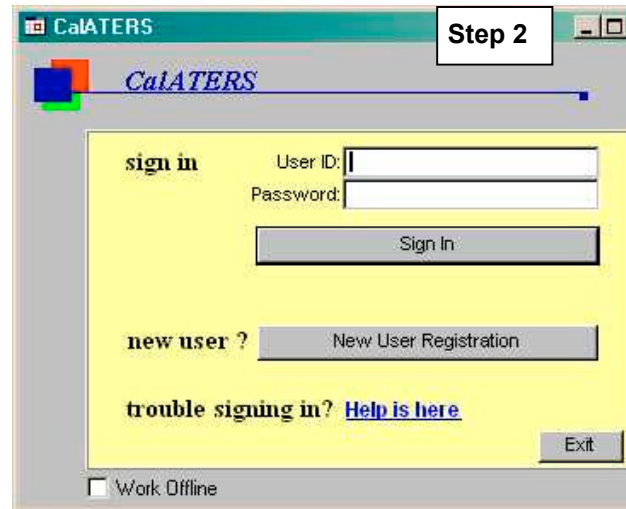 CalATERS
Step 2
CalATERS
sign in
User ID:
Password:
Sign In
new user ?
New User Registration
trouble signing in? Help is here
Exit
Work Offline